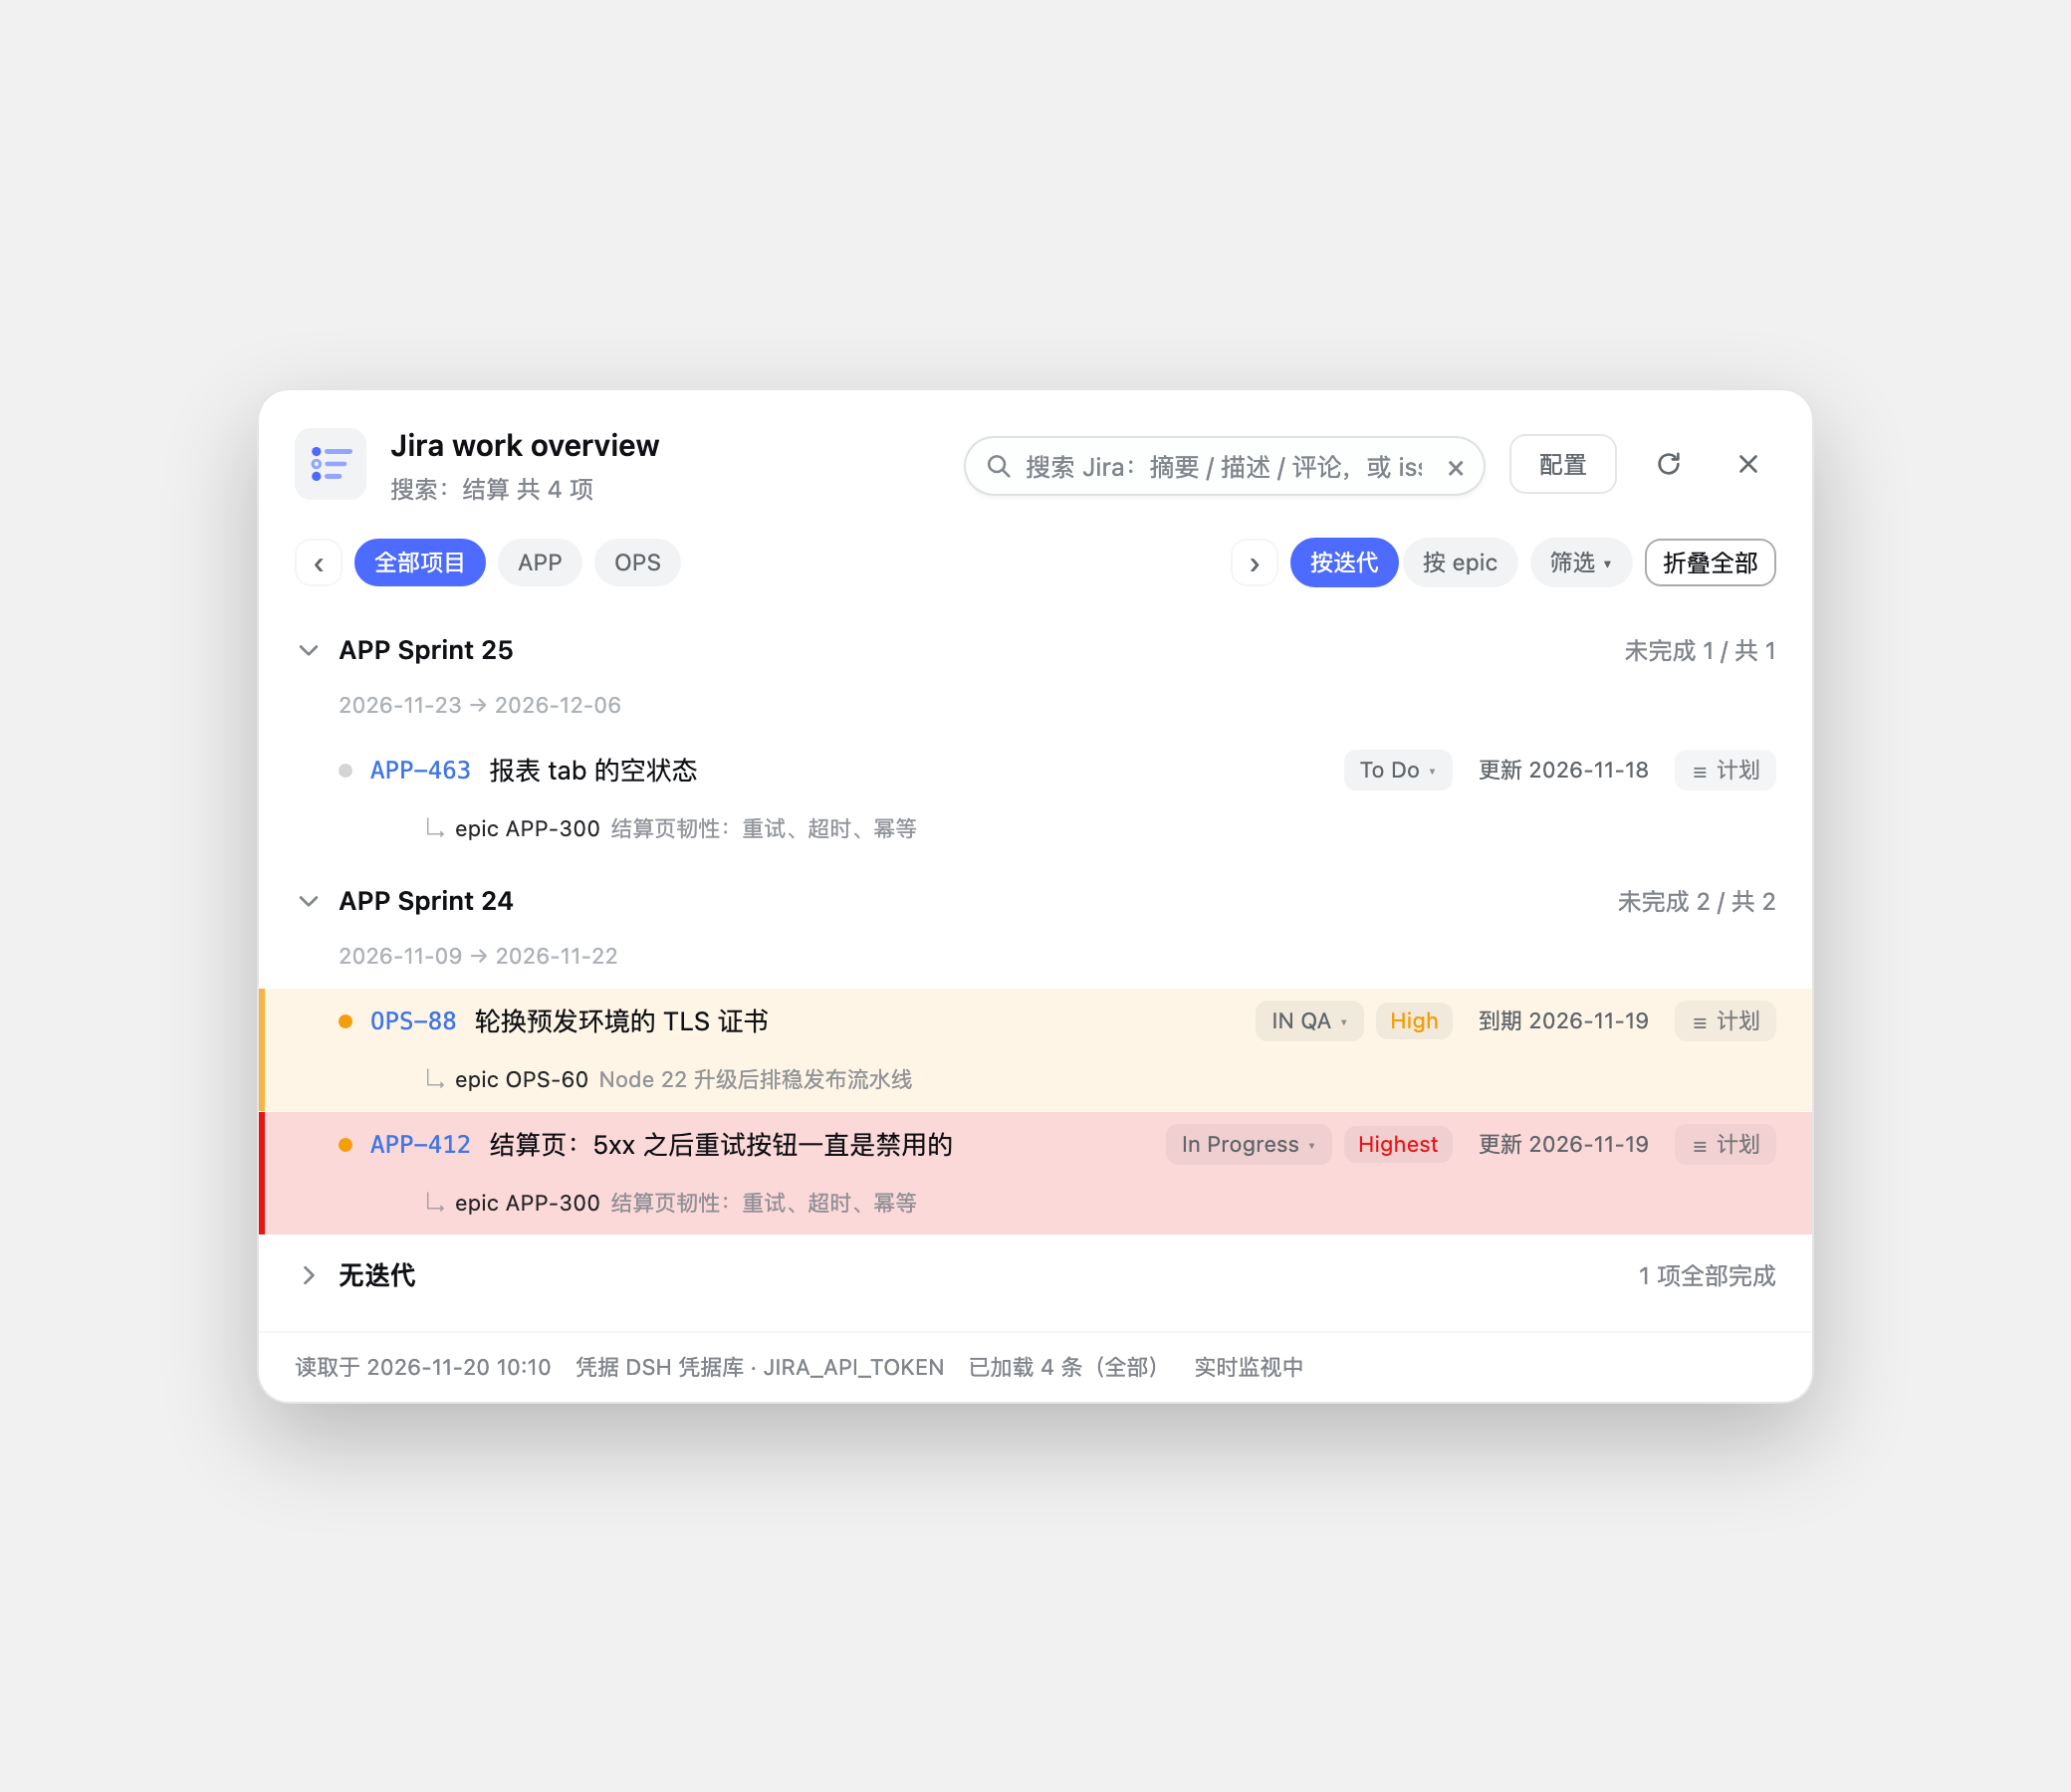 Jira work overview
搜索：结算 共 4 项
搜索 Jira：摘要 / 描述 / 评论，或 iss
配置
全部项目 APP OPS
按迭代 按 epic 筛选 折叠全部
APP Sprint 25 未完成 1 / 共 1
2026-11-23 → 2026-12-06
APP-463 报表 tab 的空状态 To Do 更新 2026-11-18 计划
epic APP-300 结算页韧性：重试、超时、幂等
APP Sprint 24 未完成 2 / 共 2
2026-11-09 → 2026-11-22
OPS-88 轮换预发环境的 TLS 证书 IN QA High 到期 2026-11-19 计划
epic OPS-60 Node 22 升级后排稳发布流水线
APP-412 结算页：5xx 之后重试按钮一直是禁用的 In Progress Highest 更新 2026-11-19 计划
epic APP-300 结算页韧性：重试、超时、幂等
无迭代 1 项全部完成
读取于 2026-11-20 10:10 凭据 DSH 凭据库 · JIRA_API_TOKEN 已加载 4 条（全部） 实时监视中